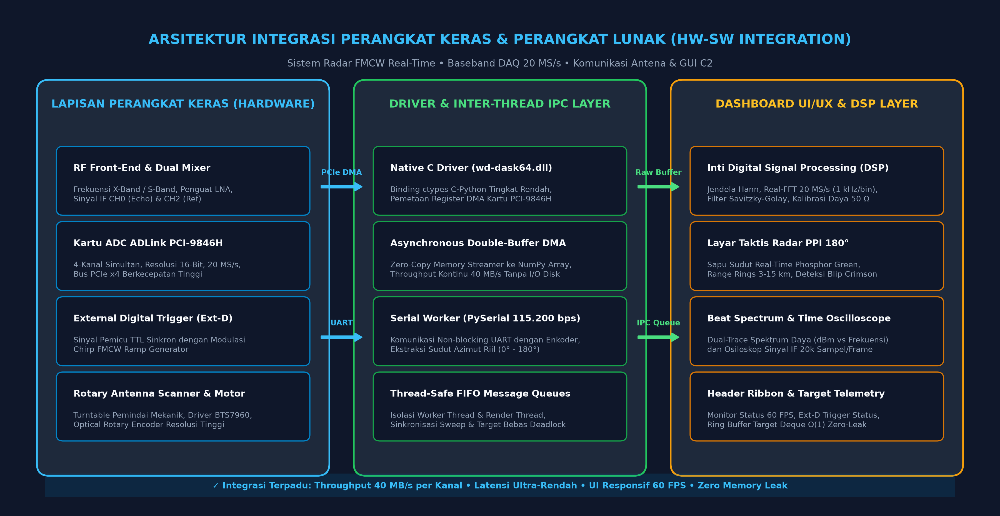 ARSITEKTUR INTEGRASI PERANGKAT KERAS & PERANGKAT LUNAK (HW-SW INTEGRATION)
Sistem Radar FMCW Real-Time • Baseband DAQ 20 MS/s • Komunikasi Antena & GUI C2
LAPISAN PERANGKAT KERAS (HARDWARE)
RF Front-End & Dual Mixer
Frekuensi X-Band / S-Band, Penguat LNA,
Sinyal IF CH0 (Echo) & CH2 (Ref)
Kartu ADC ADLink PCI-9846H
4-Kanal Simultan, Resolusi 16-Bit, 20 MS/s,
Bus PCIe x4 Berkecepatan Tinggi
External Digital Trigger (Ext-D)
Sinyal Pemicu TTL Sinkron dengan Modulasi
Chirp FMCW Ramp Generator
Rotary Antenna Scanner & Motor
Turntable Pemindai Mekanik, Driver BTS7960,
Optical Rotary Encoder Resolusi Tinggi
PCIe DMA
UART
DRIVER & INTER-THREAD IPC LAYER
Native C Driver (wd-dask64.dll)
Binding ctypes C-Python Tingkat Rendah,
Pemetaan Register DMA Kartu PCI-9846H
Asynchronous Double-Buffer DMA
Zero-Copy Memory Streamer ke NumPy Array,
Throughput Kontinu 40 MB/s Tanpa I/O Disk
Serial Worker (PySerial 115.200 bps)
Komunikasi Non-blocking UART dengan Enkoder,
Ekstraksi Sudut Azimut Riil (0° - 180°)
Thread-Safe FIFO Message Queues
Isolasi Worker Thread & Render Thread,
Sinkronisasi Sweep & Target Bebas Deadlock
Raw Buffer
IPC Queue
DASHBOARD UI/UX & DSP LAYER
Inti Digital Signal Processing (DSP)
Jendela Hann, Real-FFT 20 MS/s (1 kHz/bin),
Filter Savitzky-Golay, Kalibrasi Daya 50 Ω
Layar Taktis Radar PPI 180°
Sapu Sudut Real-Time Phosphor Green,
Range Rings 3-15 km, Deteksi Blip Crimson
Beat Spectrum & Time Oscilloscope
Dual-Trace Spektrum Daya (dBm vs Frekuensi)
dan Osiloskop Sinyal IF 20k Sampel/Frame
Header Ribbon & Target Telemetry
Monitor Status 60 FPS, Ext-D Trigger Status,
Ring Buffer Target Deque O(1) Zero-Leak
✓ Integrasi Terpadu: Throughput 40 MB/s per Kanal • Latensi Ultra-Rendah • UI Responsif 60 FPS • Zero Memory Leak